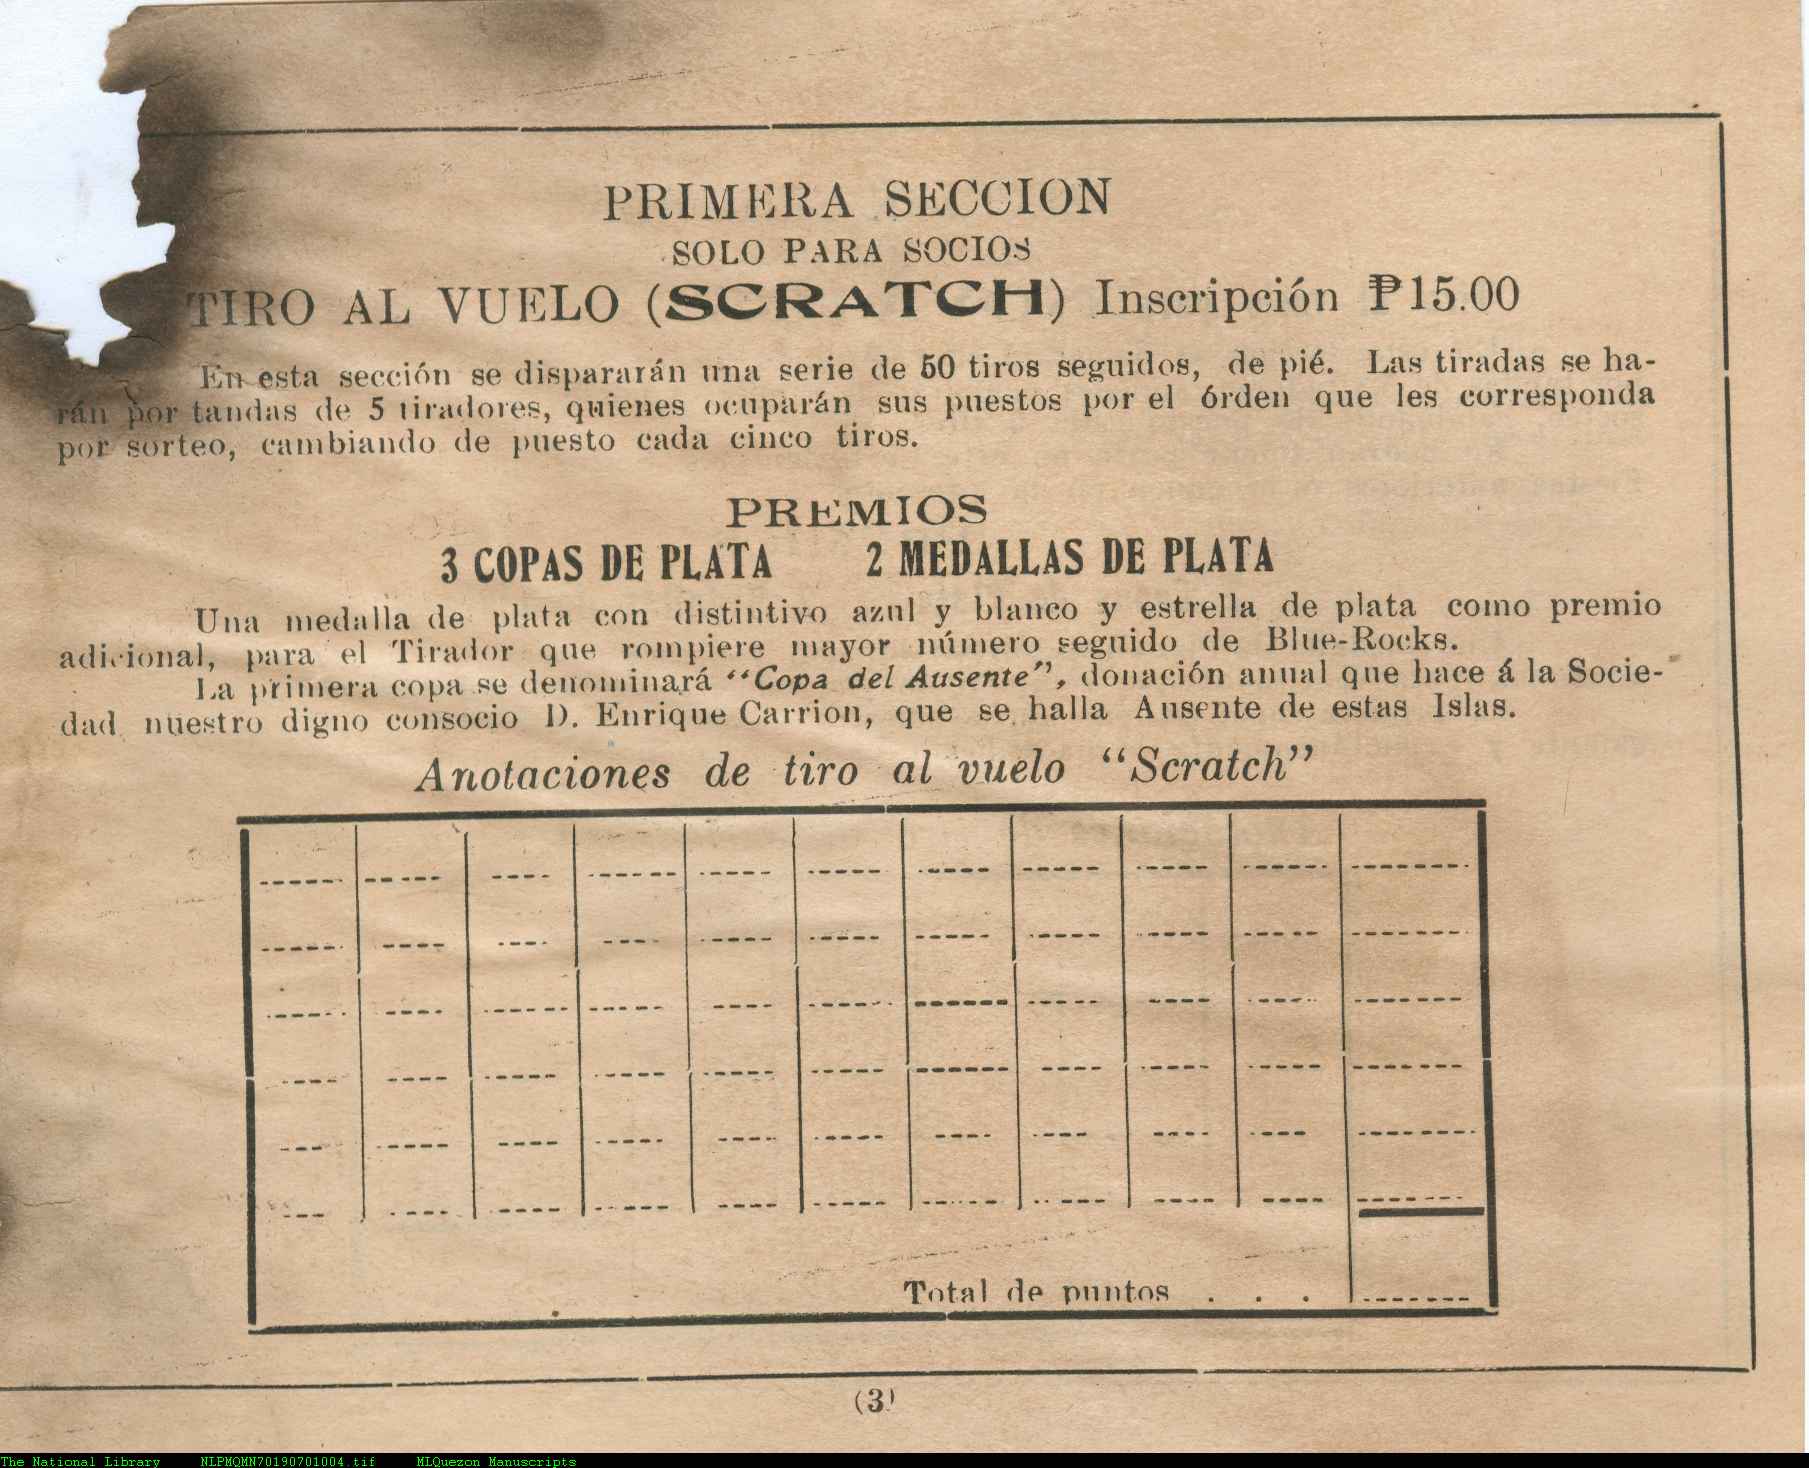 PRIMERA SECCION
SOLO PARA SOCIOS
TIRO AL VUELO (SCRATCH) Inscripción ₱15.00
En esta sección se dispararán una serie de 50 tiros seguidos, de pié. Las tiradas se ha-
rán por tandas de 5 tiradores, quienes ocuparán sus puestos por el órden que les corresponda
por sorteo, cambiando de puesto cada cinco tiros.
PREMIOS
3 COPAS DE PLATA 2 MEDALLAS DE PLATA
Una medalla de plata con distintivo azul y blanco y estrella de plata como premio
adicional, para el Tirador que rompiere mayor número seguido de Blue-Rocks.
La primera copa se denominará "Copa del Ausente", donación anual que hace á la Socie-
dad nuestro digno consocio D. Enrique Carrion, que se halla Ausente de estas Islas.
Anotaciones de tiro al vuelo "Scratch"
Total de puntos . . .
(3)
The National Library NLPMQMN70190701004.tif MLQuezon Manuscripts